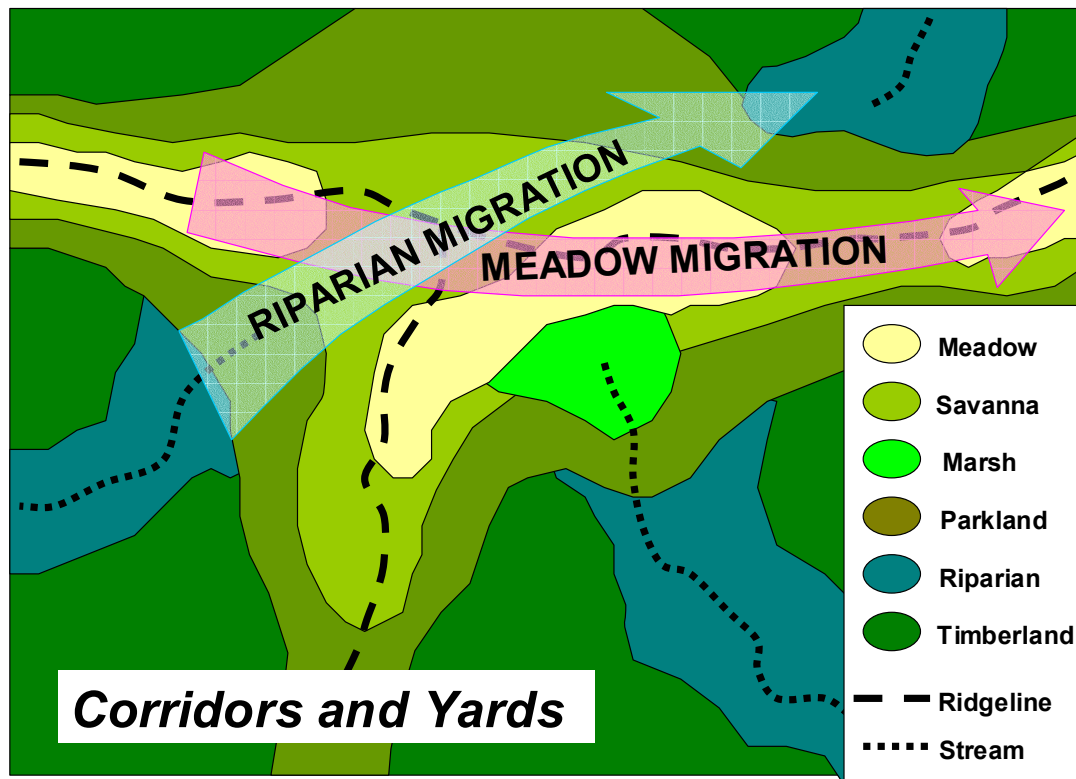 RIPARIAN MIGRATION
MEADOW MIGRATION
Meadow
Savanna
Marsh
Parkland
Riparian
Timberland
Ridgeline
Stream
Corridors and Yards